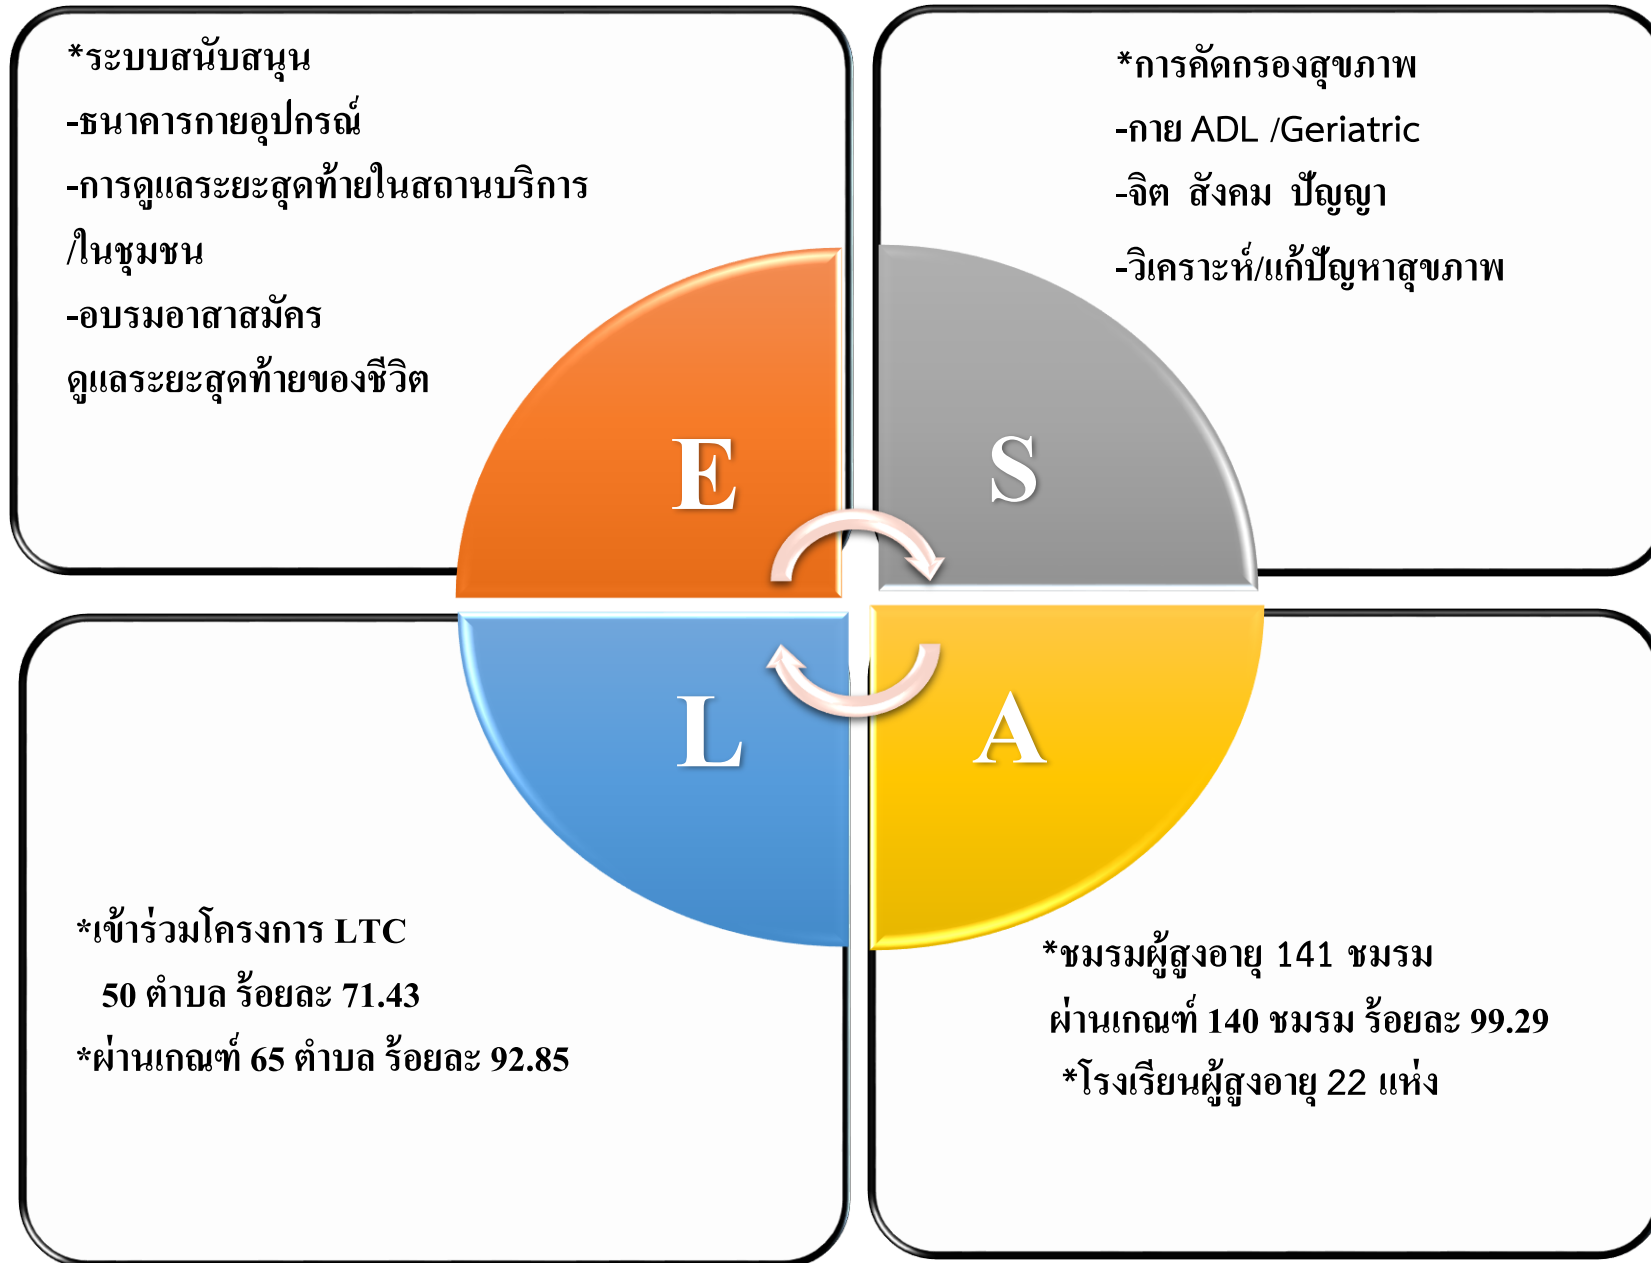 *ระบบสนับสนุน
-ธนาคารกายอุปกรณ์
-การดูแลระยะสุดท้ายในสถานบริการ
/ในชุมชน
-อบรมอาสาสมัคร
ดูแลระยะสุดท้ายของชีวิต
E
*การคัดกรองสุขภาพ
-กาย ADL /Geriatric
-จิต สังคม ปัญญา
-วิเคราะห์/แก้ปัญหาสุขภาพ
S
L
*เข้าร่วมโครงการ LTC
50 ตำบล ร้อยละ 71.43
*ผ่านเกณฑ์ 65 ตำบล ร้อยละ 92.85
A
*ชมรมผู้สูงอายุ 141 ชมรม
ผ่านเกณฑ์ 140 ชมรม ร้อยละ 99.29
*โรงเรียนผู้สูงอายุ 22 แห่ง